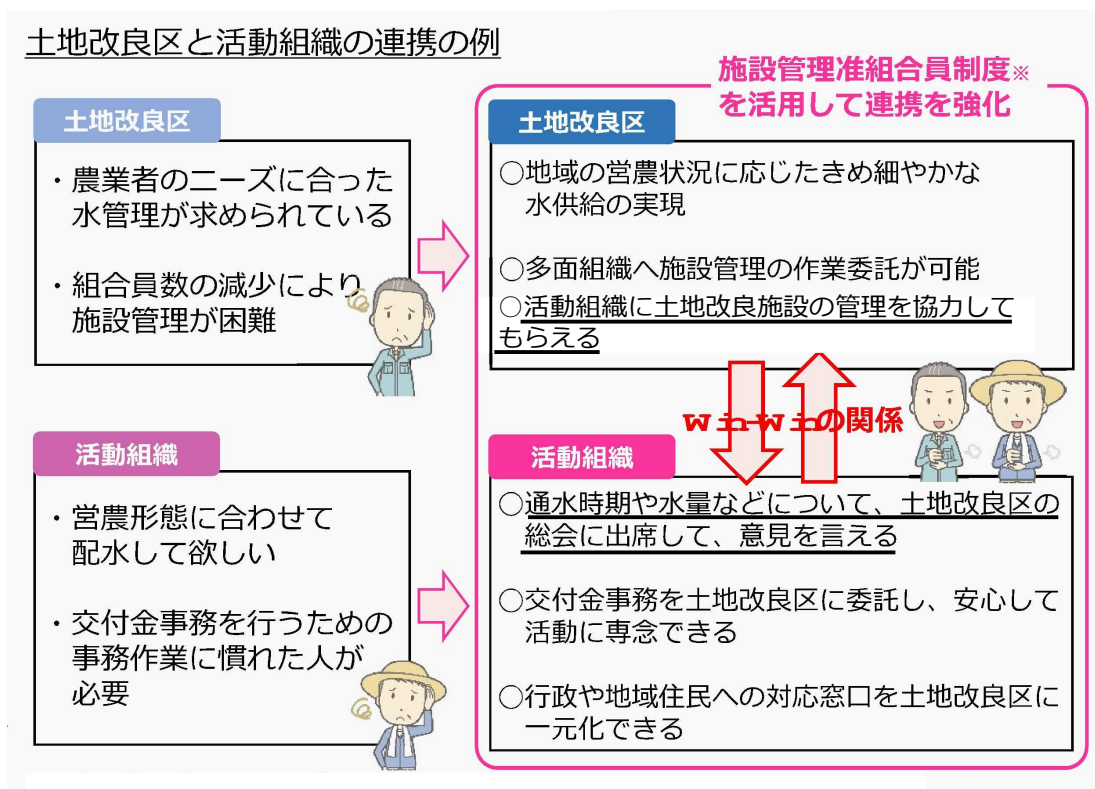 土地改良区と活動組織の連携の例
施設管理准組合員制度※
を活用して連携を強化
土地改良区
・農業者のニーズに合った
水管理が求められている
・組合員数の減少により
施設管理が困難
土地改良区
○地域の営農状況に応じたきめ細やかな
水供給の実現
○多面組織へ施設管理の作業委託が可能
○活動組織に土地改良施設の管理を協力して
もらえる
Ｗｉｎ-Ｗｉｎの関係
活動組織
・営農形態に合わせて
配水して欲しい
・交付金事務を行うための
事務作業に慣れた人が
必要
活動組織
○通水時期や水量などについて、土地改良区の
総会に出席して、意見を言える
○交付金事務を土地改良区に委託し、安心して
活動に専念できる
○行政や地域住民への対応窓口を土地改良区に
一元化できる